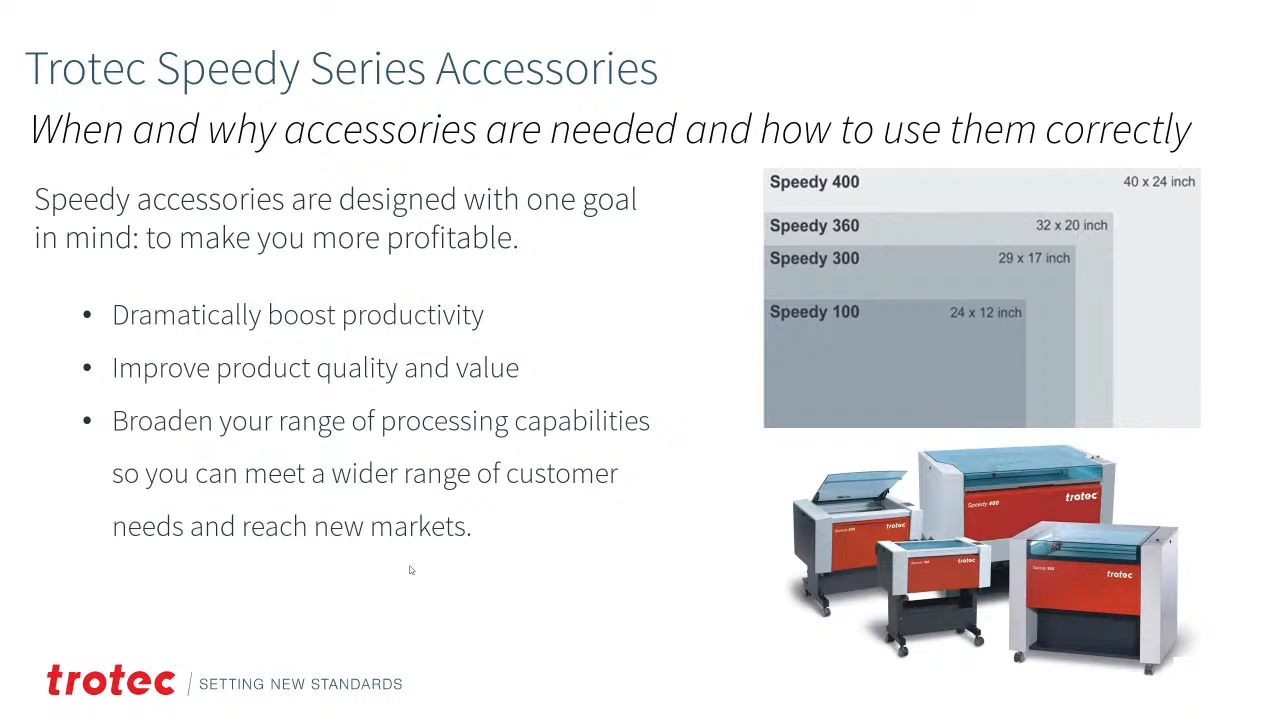 Trotec Speedy Series Accessories
When and why accessories are needed and how to use them correctly
Speedy accessories are designed with one goal
in mind: to make you more profitable.
• Dramatically boost productivity
• Improve product quality and value
• Broaden your range of processing capabilities
so you can meet a wider range of customer
needs and reach new markets.
Speedy 400 40 x 24 inch
Speedy 360 32 x 20 inch
Speedy 300 29 x 17 inch
Speedy 100 24 x 12 inch
trotec
Speedy 400
trotec
trotec
trotec
trotec / SETTING NEW STANDARDS